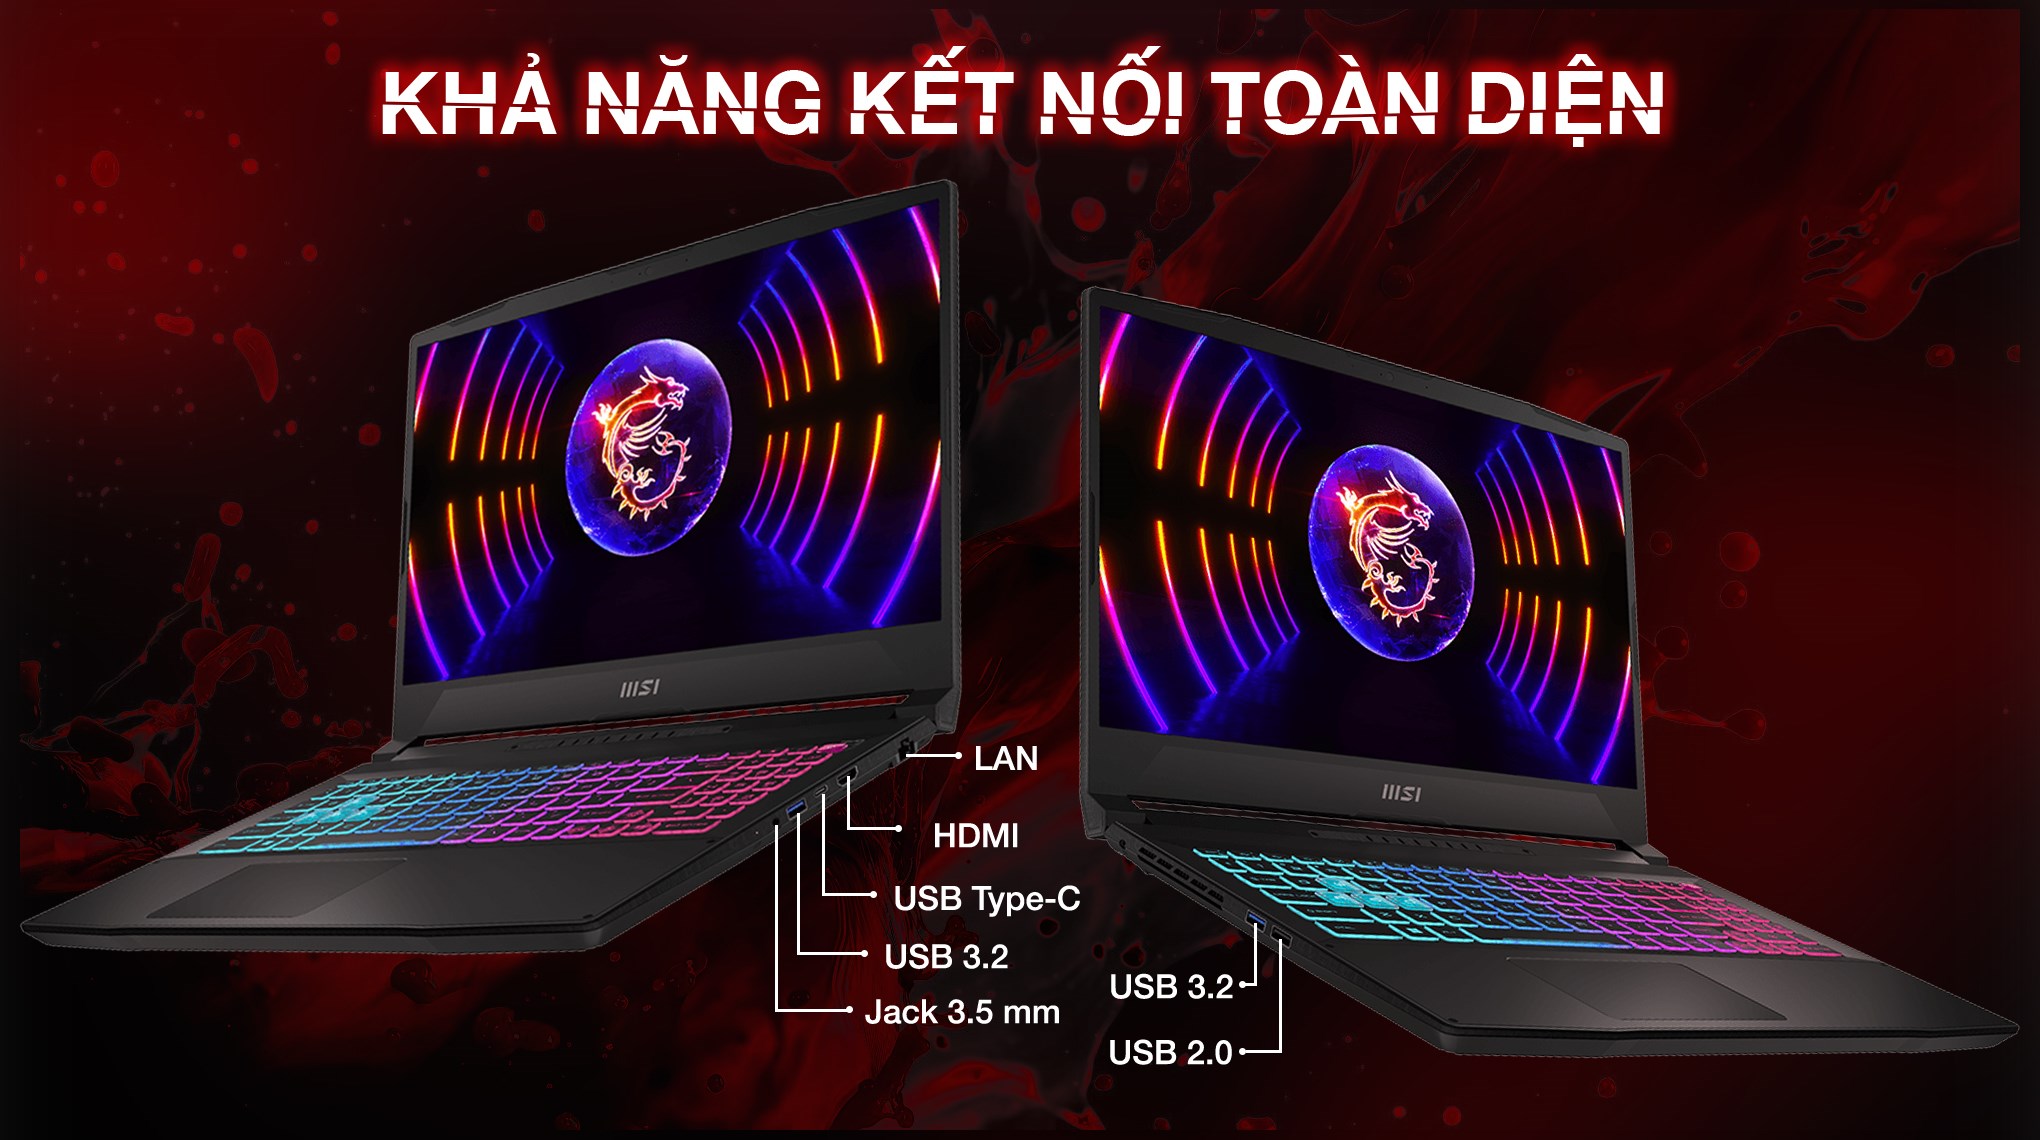 KHẢ NĂNG KẾT NỐI TOÀN DIỆN
msi
msi
LAN
HDMI
USB Type-C
USB 3.2
Jack 3.5 mm
USB 3.2
USB 2.0